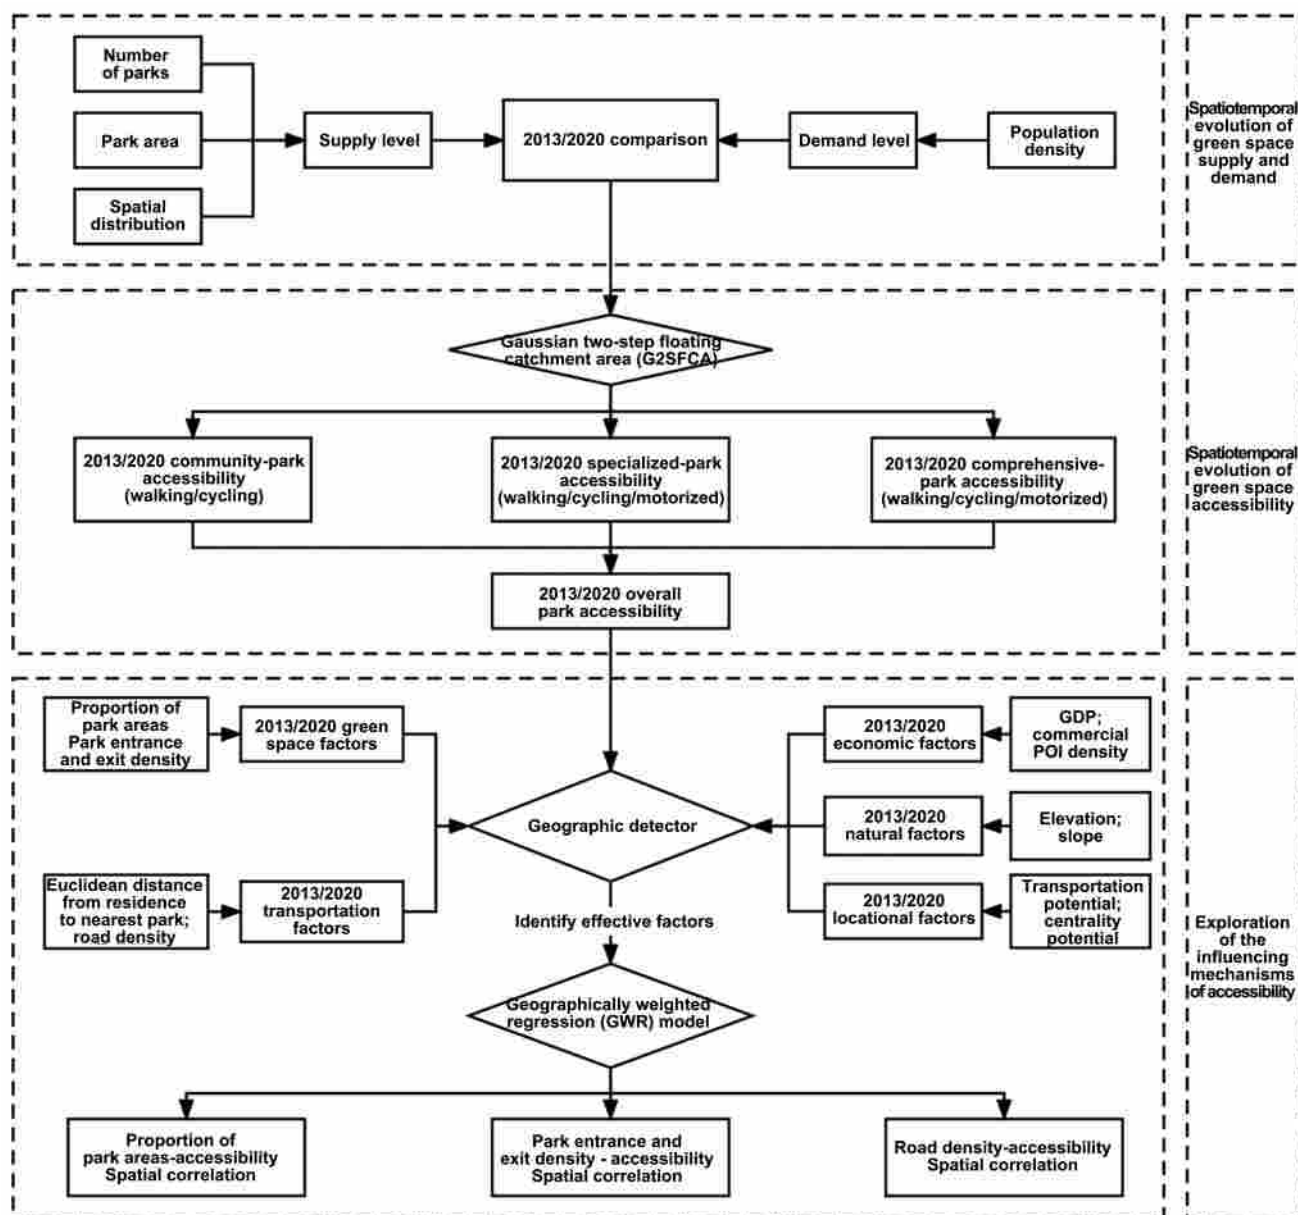 Number
of parks
Park area
Spatial
distribution
Supply level
2013/2020 comparison
Demand level
Population
density
Spatiotemporal
evolution of
green space
supply and
demand
Gaussian two-step floating
catchment area (G2SFCA)
2013/2020 community-park
accessibility
(walking/cycling)
2013/2020 specialized-park
accessibility
(walking/cycling/motorized)
2013/2020 comprehensive-
park accessibility
(walking/cycling/motorized)
2013/2020 overall
park accessibility
Spatiotemporal
evolution of
green space
accessibility
Proportion of
park areas
Park entrance
and exit density
2013/2020 green
space factors
Euclidean distance
from residence
to nearest park;
road density
2013/2020
transportation
factors
Geographic detector
2013/2020
economic factors
GDP;
commercial
POI density
2013/2020
natural factors
Elevation;
slope
2013/2020
locational factors
Transportation
potential;
centrality
potential
Identify effective factors
Geographically weighted
regression (GWR) model
Proportion of
park areas-accessibility
Spatial correlation
Park entrance and
exit density - accessibility
Spatial correlation
Road density-accessibility
Spatial correlation
Exploration
of the
influencing
mechanisms
of accessibility